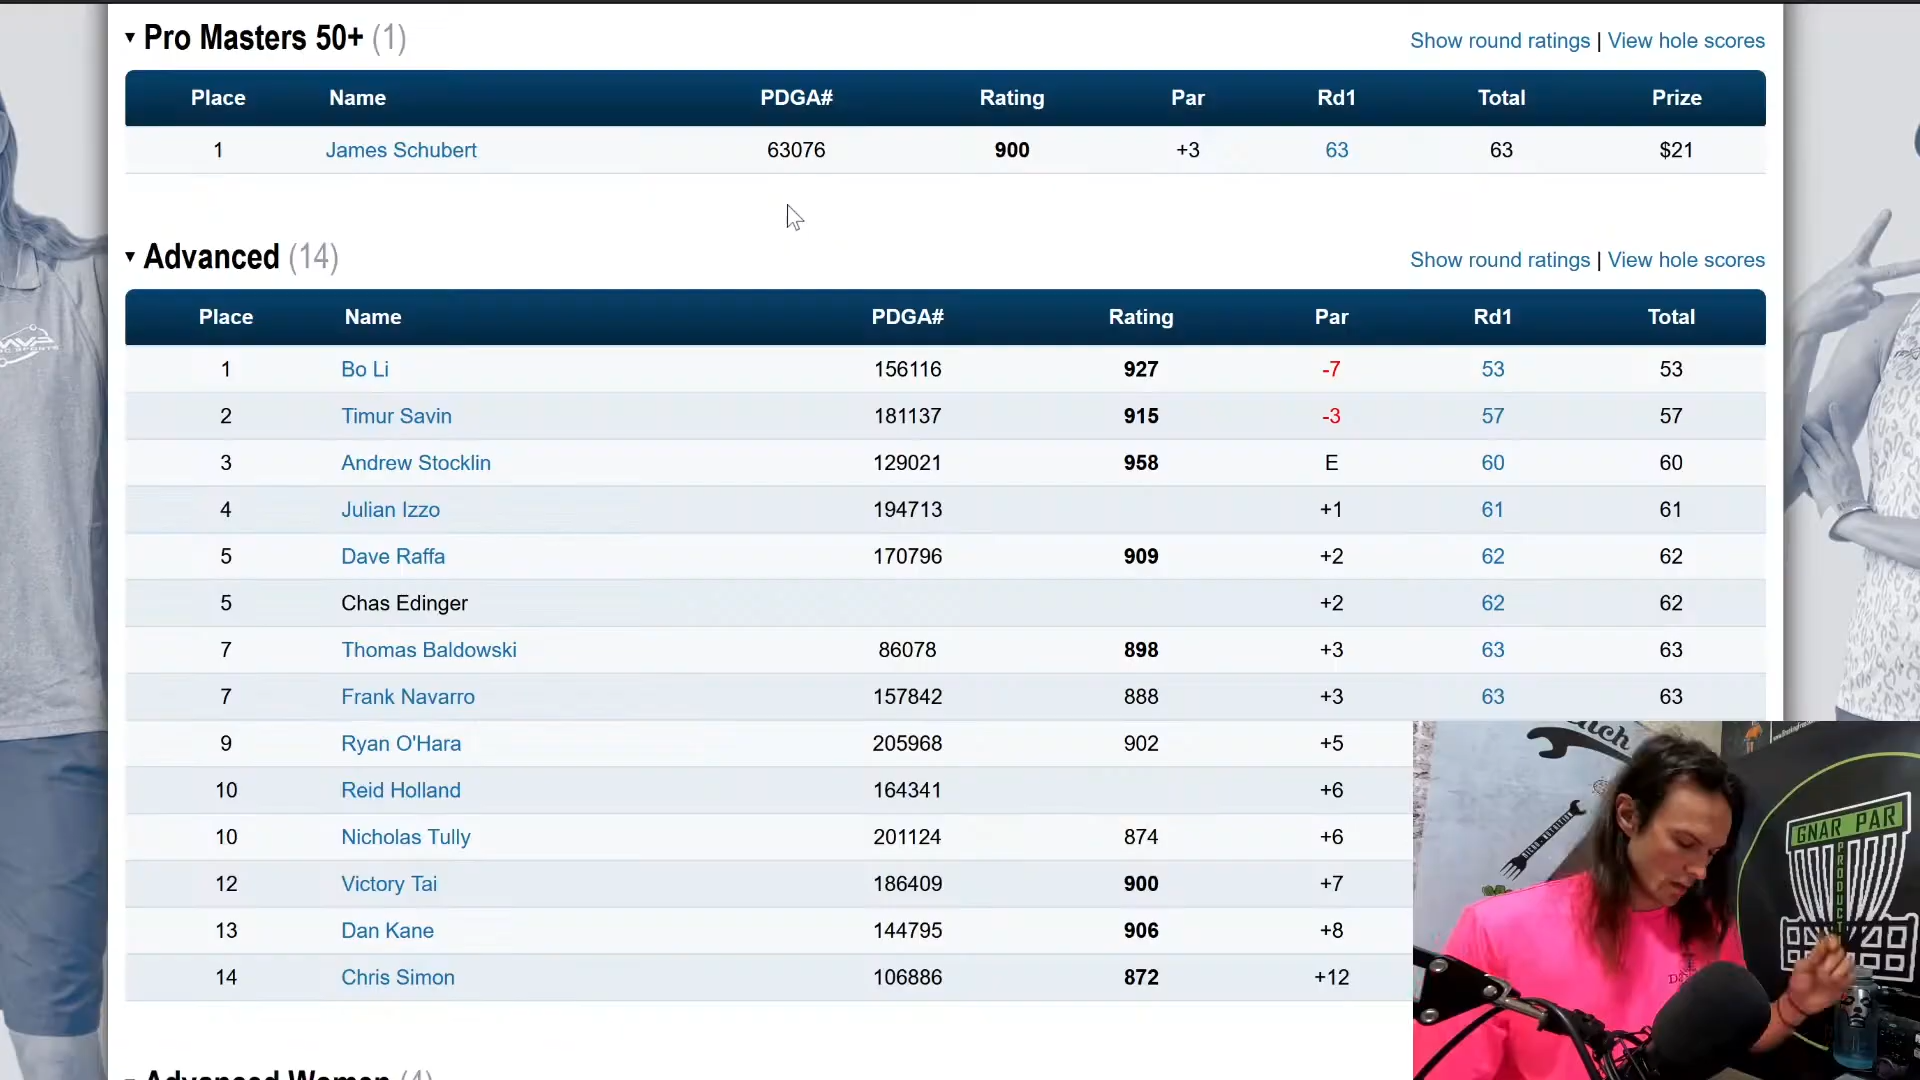 Pro Masters 50+ (1)
Show round ratings | View hole scores
Place Name PDGA# Rating Par Rd1 Total Prize
1 James Schubert 63076 900 +3 63 63 $21
Advanced (14)
Show round ratings | View hole scores
Place Name PDGA# Rating Par Rd1 Total
1 Bo Li 156116 927 -7 53 53
2 Timur Savin 181137 915 -3 57 57
3 Andrew Stocklin 129021 958 E 60 60
4 Julian Izzo 194713 +1 61 61
5 Dave Raffa 170796 909 +2 62 62
5 Chas Edinger +2 62 62
7 Thomas Baldowski 86078 898 +3 63 63
7 Frank Navarro 157842 888 +3 63 63
9 Ryan O'Hara 205968 902 +5
10 Reid Holland 164341 +6
10 Nicholas Tully 201124 874 +6
12 Victory Tai 186409 900 +7
13 Dan Kane 144795 906 +8
14 Chris Simon 106886 872 +12
Advanced Women (4)
GNAR PAR